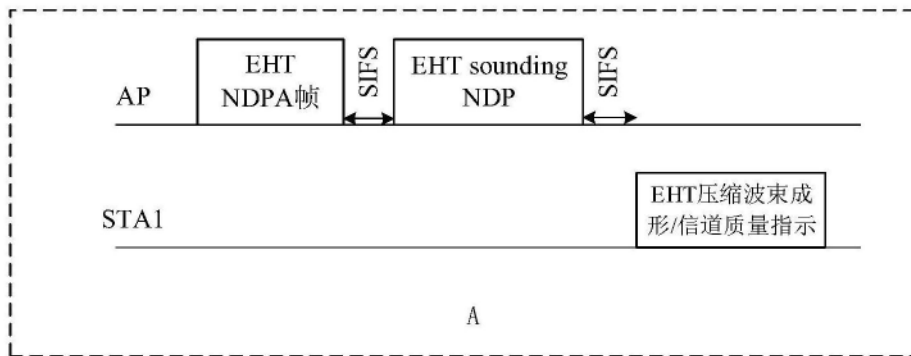 EHT
NDPA帧
SIFS
EHT sounding
NDP
SIFS
AP
EHT压缩波束成
形/信道质量指示
STA1
A